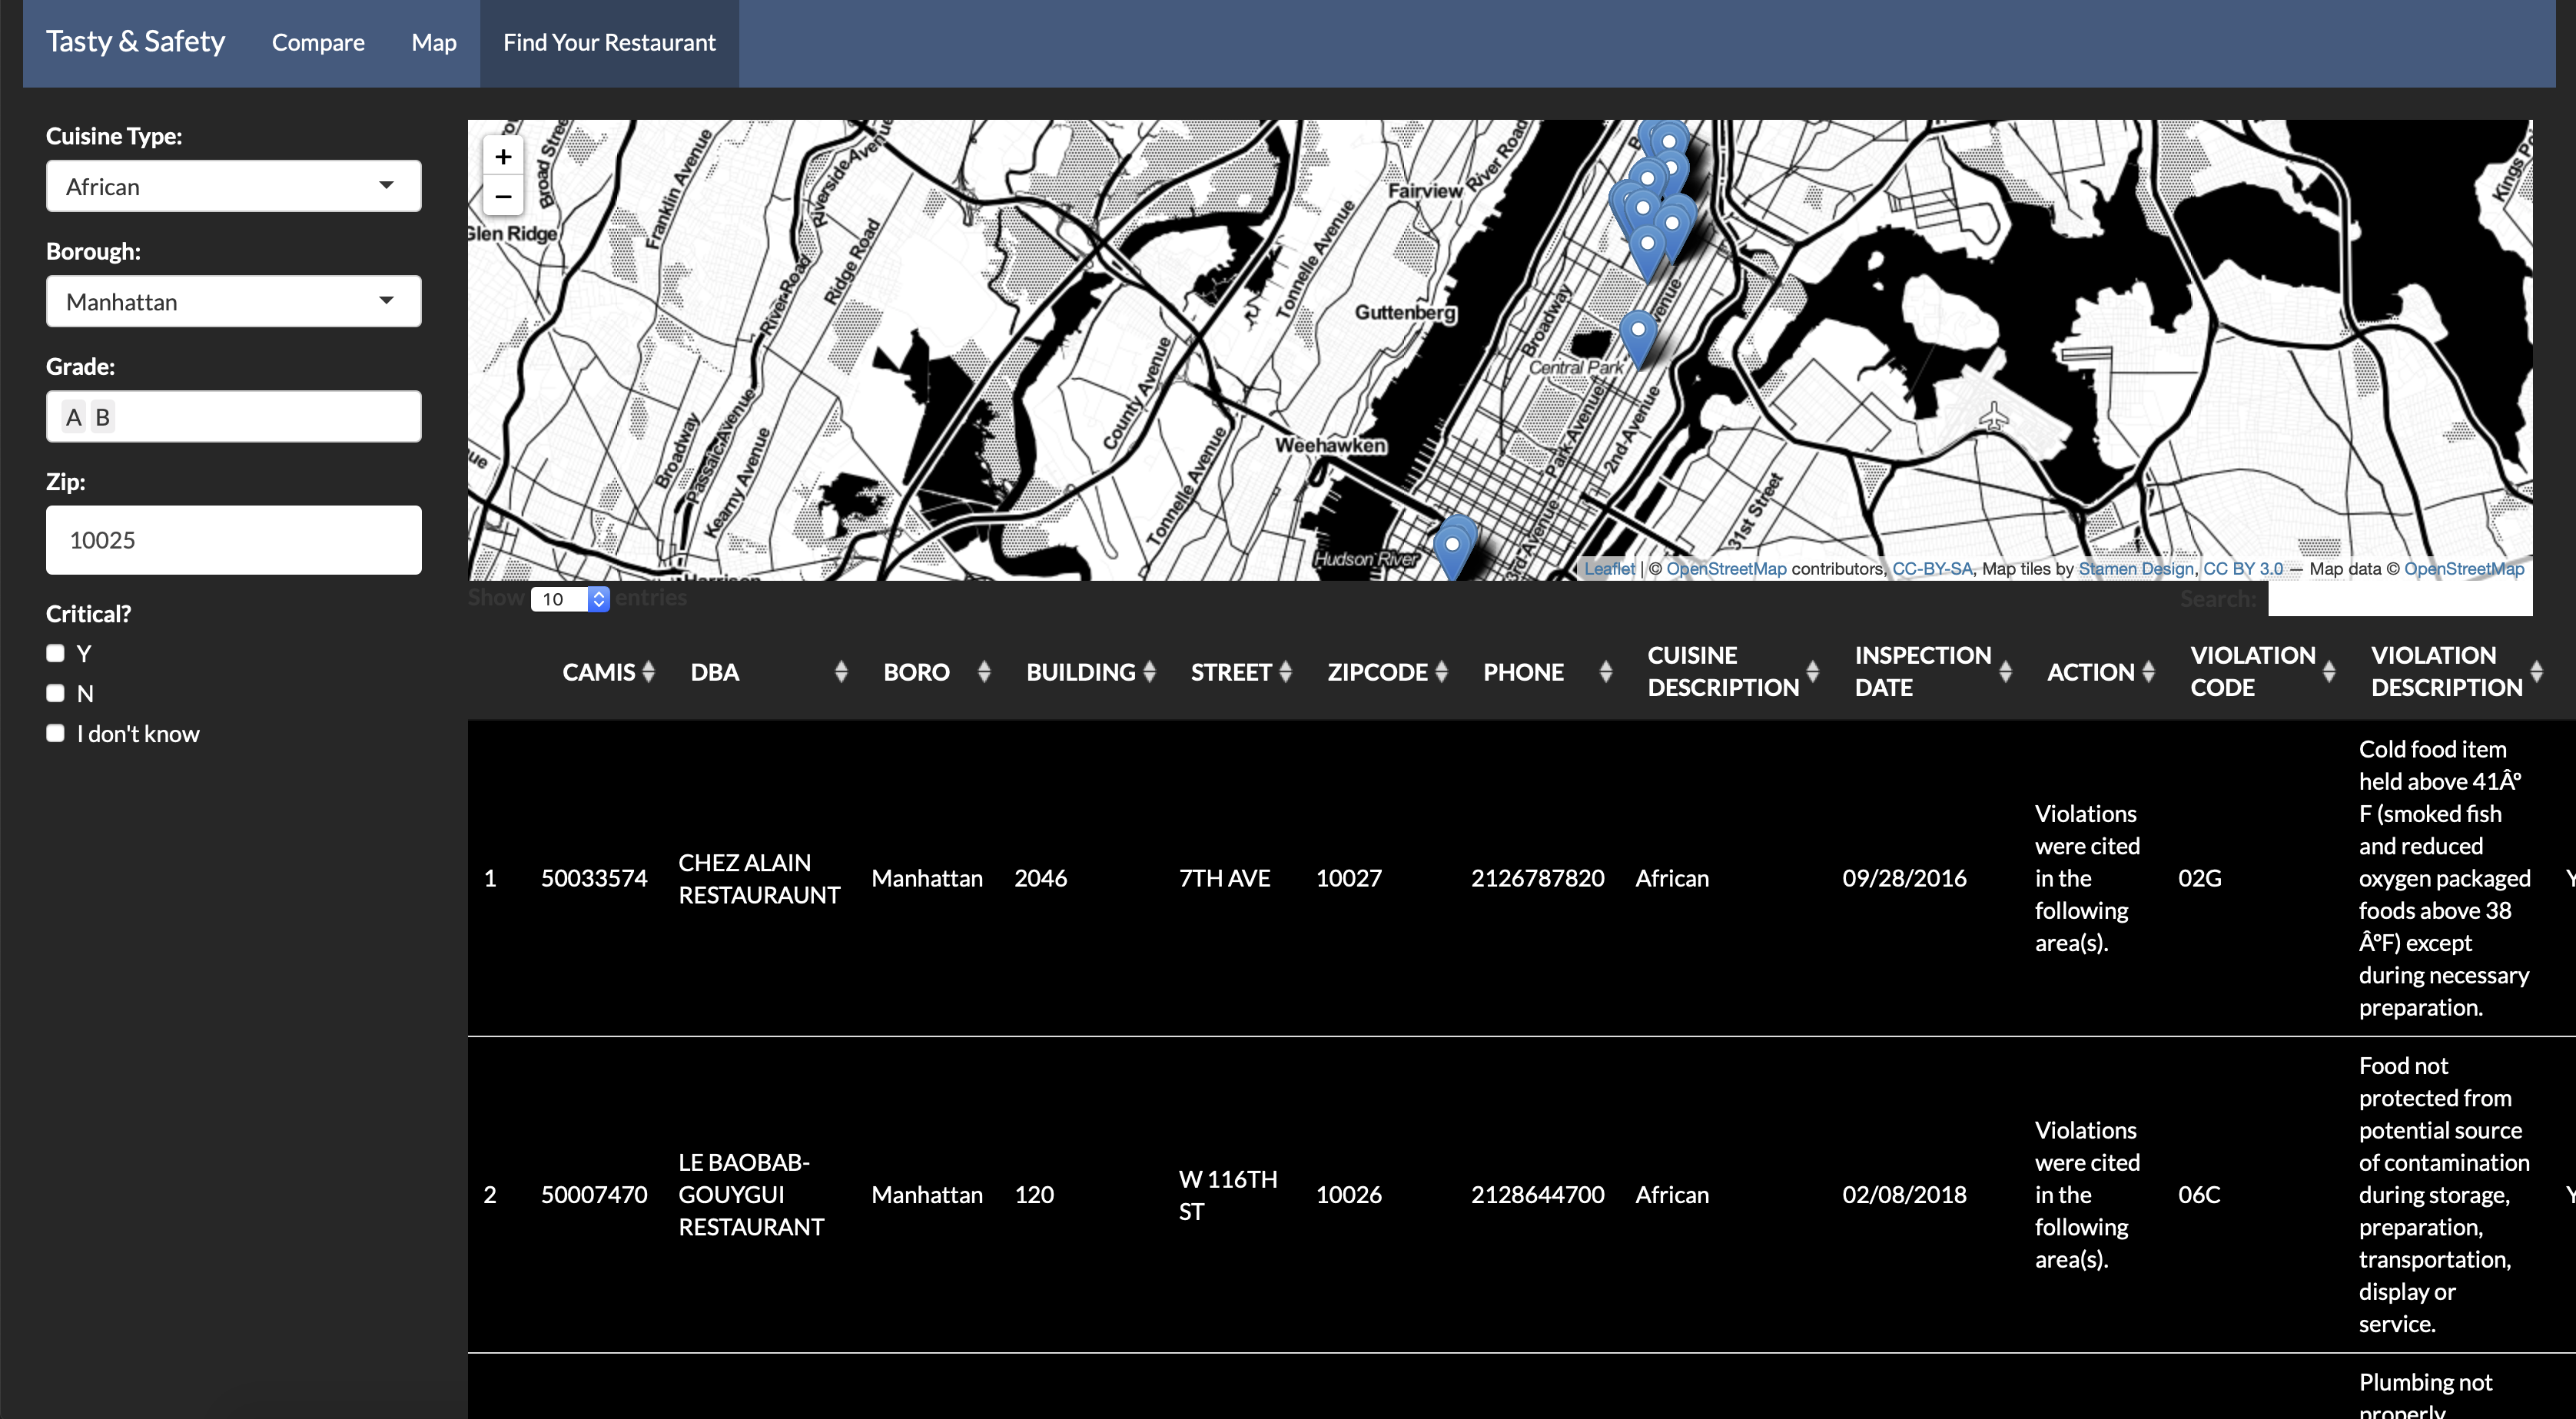 Tasty & Safety Compare Map Find Your Restaurant
Cuisine Type:
African
Borough:
Manhattan
Grade:
A B
Zip:
10025
Critical?
Y
N
I don't know
+
−
Broad Stree
Franklin Avenue
Riverside Avenue
River Road
Ridge Road
Glen Ridge
Fairview
River Road
Tonnelle Avenue
Guttenberg
Broadway
Central Park
County Avenue
Weehawken
Park Avenue
2nd Avenue
Broadway
Passaic Avenue
Kearny Avenue
Tonnelle Avenue
31st Street
3rd Avenue
Hudson River
Harrison
Leaflet | © OpenStreetMap contributors, CC-BY-SA, Map tiles by Stamen Design, CC BY 3.0 — Map data © OpenStreetMap
Show 10 entries
Search:
CAMIS DBA BORO BUILDING STREET ZIPCODE PHONE CUISINE DESCRIPTION INSPECTION DATE ACTION VIOLATION CODE VIOLATION DESCRIPTION
1 50033574 CHEZ ALAIN RESTAURAUNT Manhattan 2046 7TH AVE 10027 2126787820 African 09/28/2016
Violations
were cited
in the
following
area(s).
02G
Cold food item
held above 41Âº
F (smoked fish
and reduced
oxygen packaged
foods above 38
ÂºF) except
during necessary
preparation.
Y
2 50007470 LE BAOBAB-GOUYGUI RESTAURANT Manhattan 120 W 116TH ST 10026 2128644700 African 02/08/2018
Violations
were cited
in the
following
area(s).
06C
Food not
protected from
potential source
of contamination
during storage,
preparation,
transportation,
display or
service.
Y
Plumbing not
properly